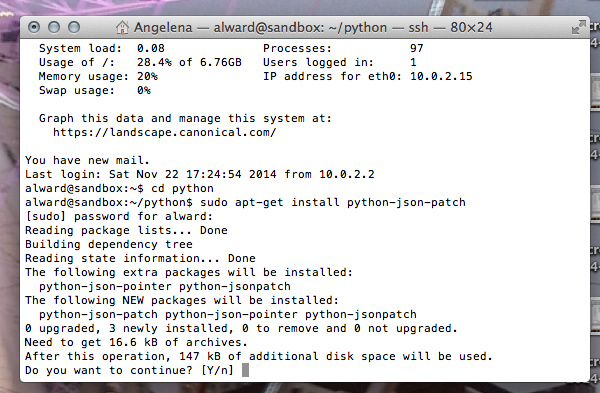 Angelena — alward@sandbox: ~/python — ssh — 80×24
System load: 0.08 Processes: 97
Usage of /: 28.4% of 6.76GB Users logged in: 1
Memory usage: 20% IP address for eth0: 10.0.2.15
Swap usage: 0%
Graph this data and manage this system at:
https://landscape.canonical.com/
You have new mail.
Last login: Sat Nov 22 17:24:54 2014 from 10.0.2.2
alward@sandbox:~$ cd python
alward@sandbox:~/python$ sudo apt-get install python-json-patch
[sudo] password for alward:
Reading package lists... Done
Building dependency tree
Reading state information... Done
The following extra packages will be installed:
python-json-pointer python-jsonpatch
The following NEW packages will be installed:
python-json-patch python-json-pointer python-jsonpatch
0 upgraded, 3 newly installed, 0 to remove and 0 not upgraded.
Need to get 16.6 kB of archives.
After this operation, 147 kB of additional disk space will be used.
Do you want to continue? [Y/n]